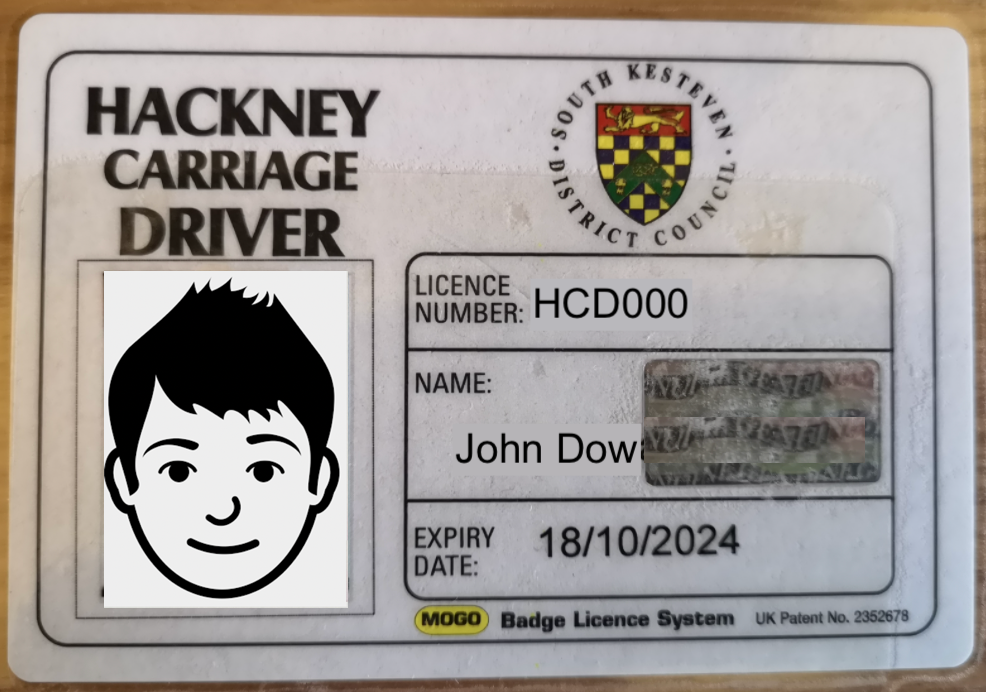 HACKNEY
CARRIAGE
DRIVER
SOUTH KESTEVEN
DISTRICT COUNCIL
LICENCE
NUMBER: HCD000
NAME:
John
EXPIRY
DATE: 18/10/2024
MOGO Badge Licence System UK Patent No. 2352678